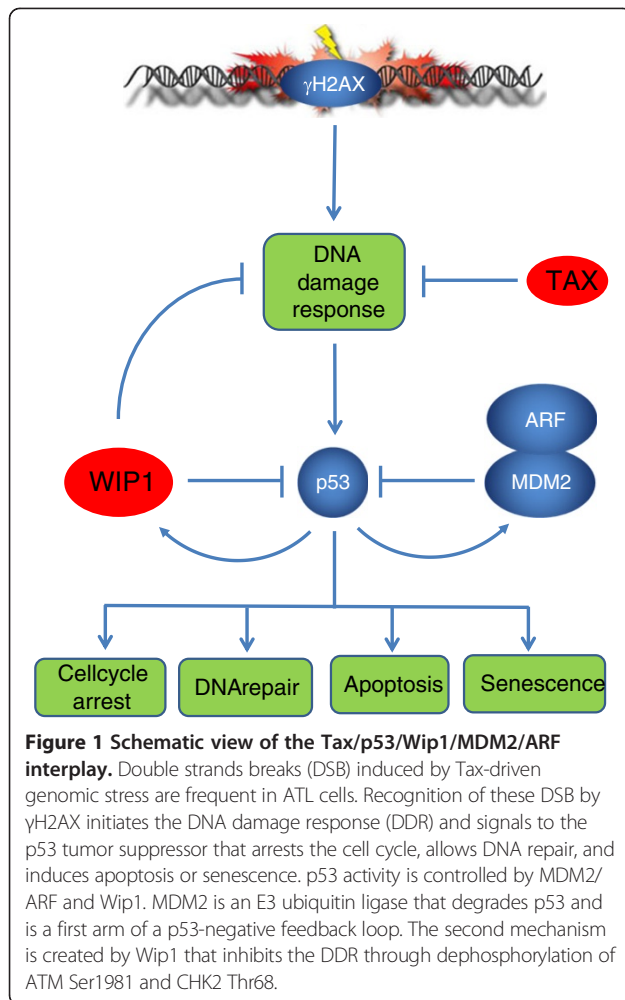 γH2AX
DNA
damage
response
TAX
ARF
WIP1
p53
MDM2
Cellcycle
arrest
DNArepair
Apoptosis
Senescence
Figure 1 Schematic view of the Tax/p53/Wip1/MDM2/ARF
interplay. Double strands breaks (DSB) induced by Tax-driven
genomic stress are frequent in ATL cells. Recognition of these DSB by
γH2AX initiates the DNA damage response (DDR) and signals to the
p53 tumor suppressor that arrests the cell cycle, allows DNA repair, and
induces apoptosis or senescence. p53 activity is controlled by MDM2/
ARF and Wip1. MDM2 is an E3 ubiquitin ligase that degrades p53 and
is a first arm of a p53-negative feedback loop. The second mechanism
is created by Wip1 that inhibits the DDR through dephosphorylation of
ATM Ser1981 and CHK2 Thr68.